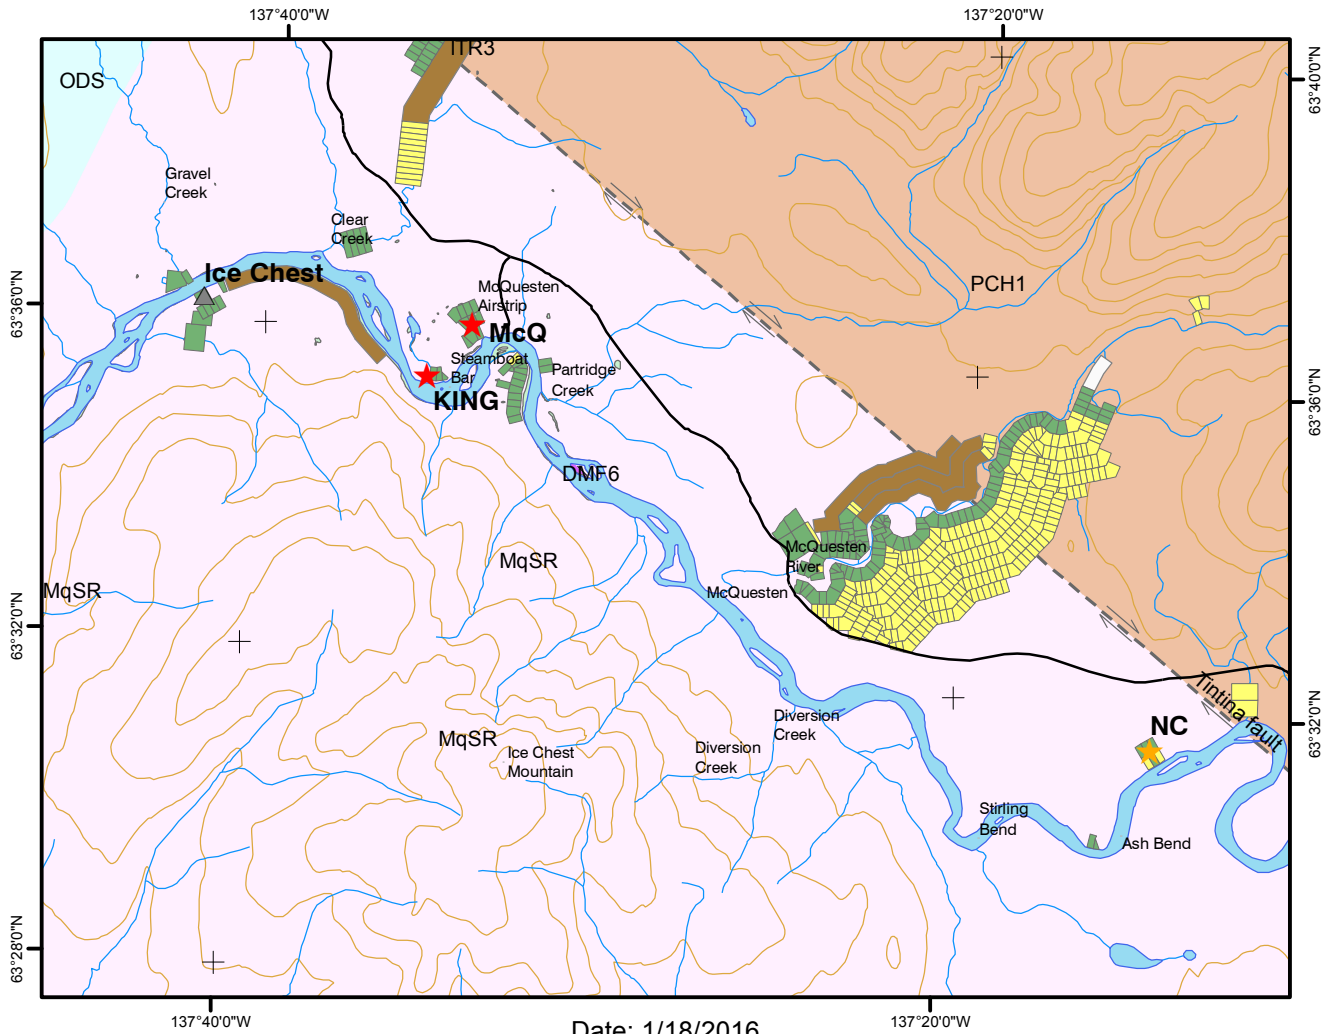 137°40'0"W
137°20'0"W
ITR3
ODS
63°40'0"N
Gravel
Creek
Clear
Creek
Ice Chest
McQuesten
Airstrip
PCH1
63°36'0"N
McQ
Steamboat
Bar
Partridge
Creek
KING
63°36'0"N
DMF6
McQuesten
River
MqSR
MqSR
McQuesten
63°32'0"N
Tintina fault
Diversion
Creek
NC
63°32'0"N
MqSR
Ice Chest
Mountain
Diversion
Creek
Stirling
Bend
Ash Bend
63°28'0"N
137°40'0"W
137°20'0"W
Date: 1/18/2016